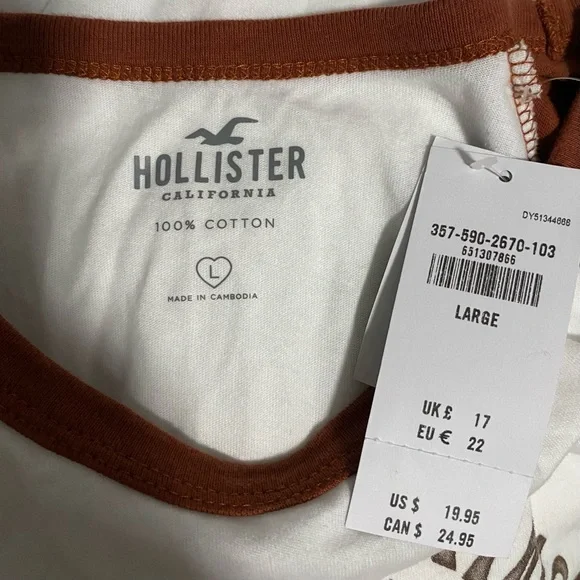 HOLLISTER
CALIFORNIA
100% COTTON
L
MADE IN CAMBODIA
DY51344666
357-590-2670-103
651307866
LARGE
UK £ 17
EU € 22
US $ 19.95
CAN $ 24.95